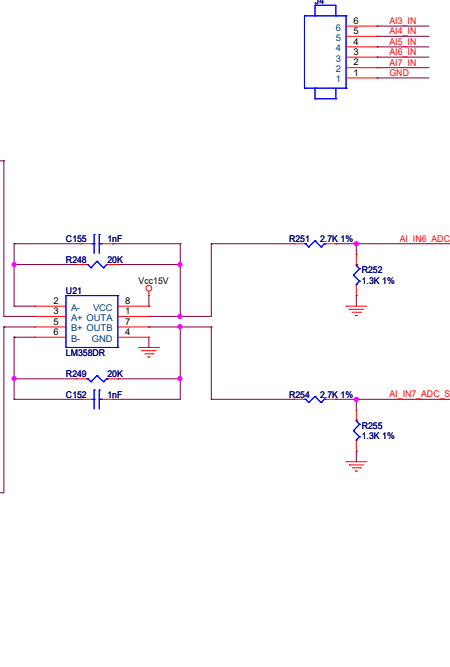 J4
6 6 AI3_IN
5 5 AI4_IN
4 4 AI5_IN
3 3 AI6_IN
2 2 AI7_IN
1 1 GND
C155 1nF
R251 2.7K 1% AI_IN6_ADC
R248 20K
R252
1.3K 1%
Vcc15V
U21
2 A- VCC 8
3 A+ OUTA 1
5 B+ OUTB 7
6 B- GND 4
LM358DR
R249 20K
C152 1nF
R254 2.7K 1% AI_IN7_ADC_S
R255
1.3K 1%